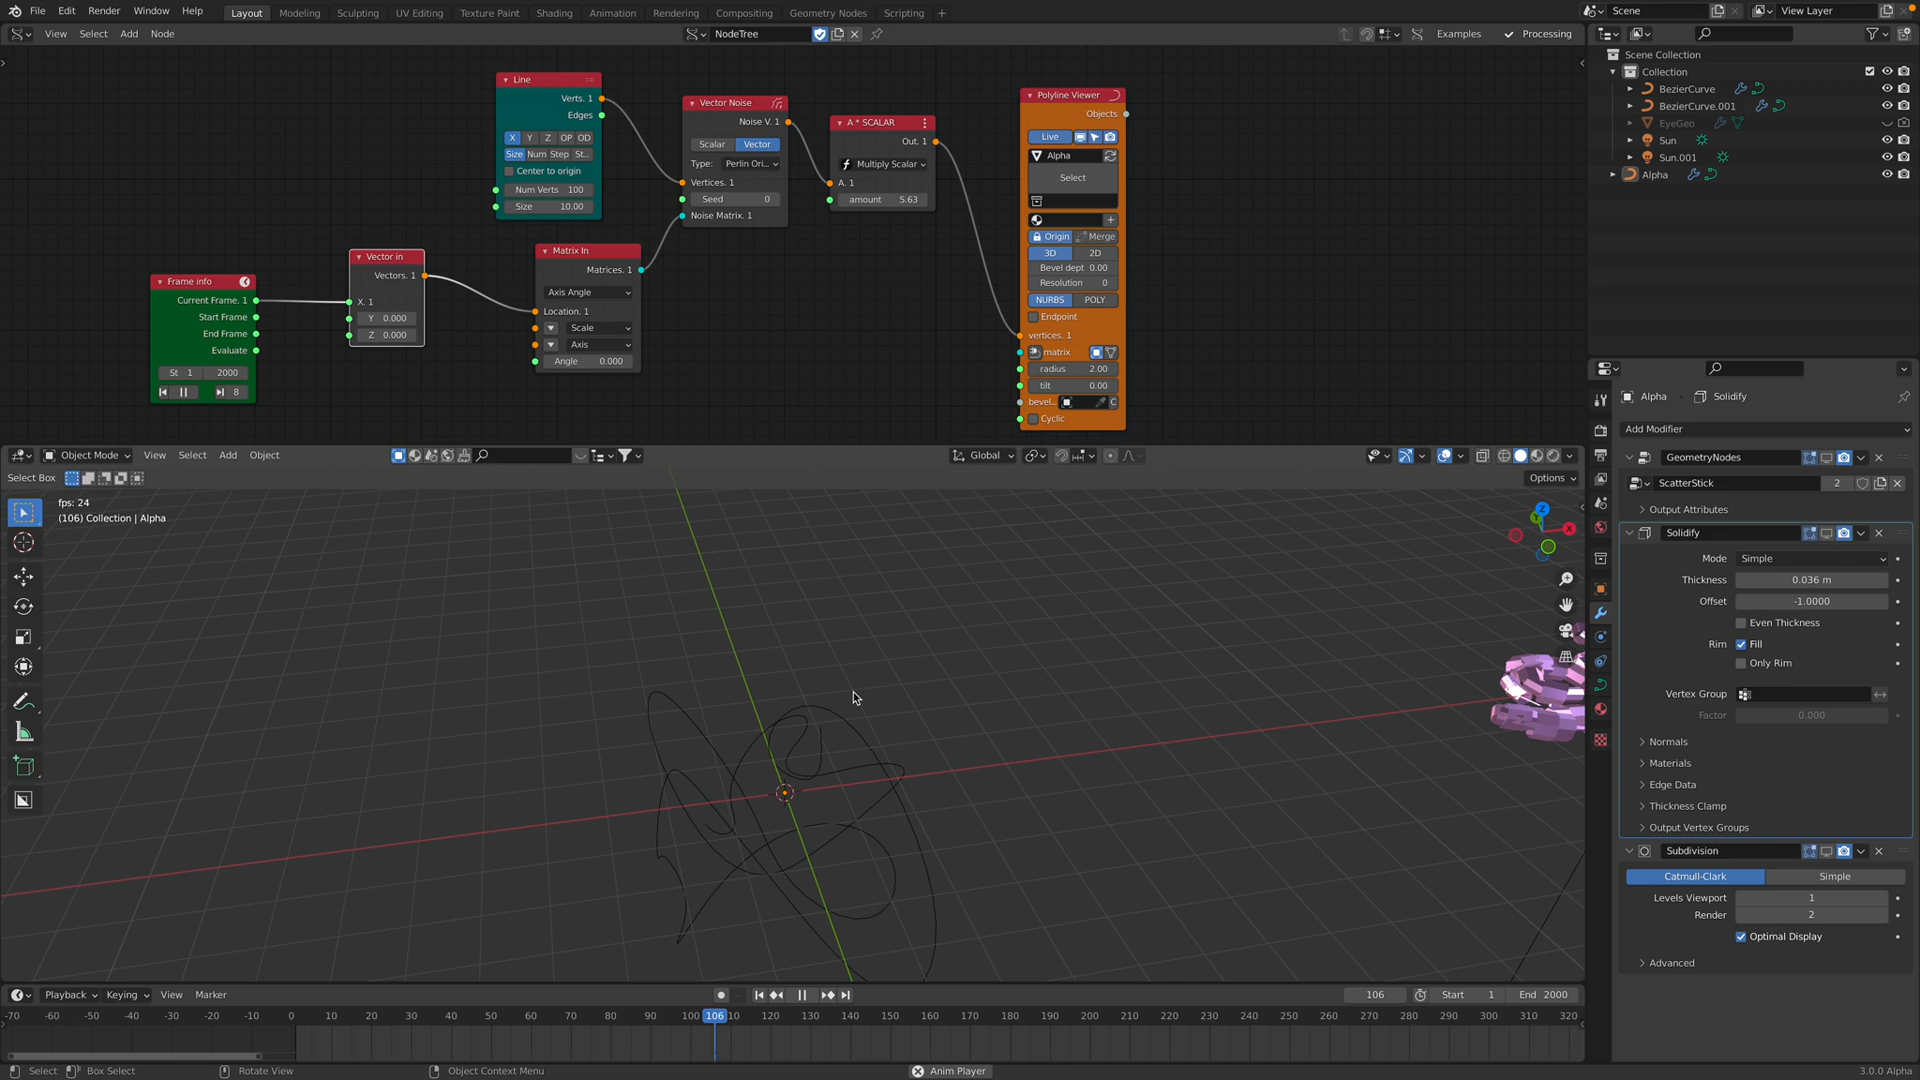 File Edit Render Window Help Layout Modeling Sculpting UV Editing Texture Paint Shading Animation Rendering Compositing Geometry Nodes Scripting + Scene View Layer
View Select Add Node NodeTree Examples Processing
Scene Collection
Collection
BezierCurve
BezierCurve.001
EyeGeo
Sun
Sun.001
Alpha
Line
Verts. 1
Edges
X Y Z OP OD
Size Num Step St...
Center to origin
Num Verts 100
Size 10.00
Vector Noise
Noise V. 1
Scalar Vector
Type: Perlin Ori...
Vertices. 1
Seed 0
Noise Matrix. 1
A * SCALAR
Out. 1
Multiply Scalar
A. 1
amount 5.63
Polyline Viewer
Objects
Live
Alpha
Select
Origin Merge
3D 2D
Bevel dept 0.00
Resolution 0
NURBS POLY
Endpoint
vertices. 1
matrix
radius 2.00
tilt 0.00
bevel... C
Cyclic
Frame info
Current Frame. 1
Start Frame
End Frame
Evaluate
St 1 2000
8
Vector in
Vectors. 1
X. 1
Y 0.000
Z 0.000
Matrix In
Matrices. 1
Axis Angle
Location. 1
Scale
Axis
Angle 0.000
Object Mode View Select Add Object Global
Select Box Options
fps: 24
(106) Collection | Alpha
Z
X
Y
Alpha Solidify
Add Modifier
GeometryNodes
ScatterStick 2
Output Attributes
Solidify
Mode Simple
Thickness 0.036 m
Offset -1.0000
Even Thickness
Rim Fill
Only Rim
Vertex Group
Factor 0.000
Normals
Materials
Edge Data
Thickness Clamp
Output Vertex Groups
Subdivision
Catmull-Clark Simple
Levels Viewport 1
Render 2
Optimal Display
Advanced
Playback Keying View Marker 106 Start 1 End 2000
-70 -60 -50 -40 -30 -20 -10 0 10 20 30 40 50 60 70 80 90 100 106 10 120 130 140 150 160 170 180 190 200 210 220 230 240 250 260 270 280 290 300 310 320
Select Box Select Rotate View Object Context Menu Anim Player 3.0.0 Alpha